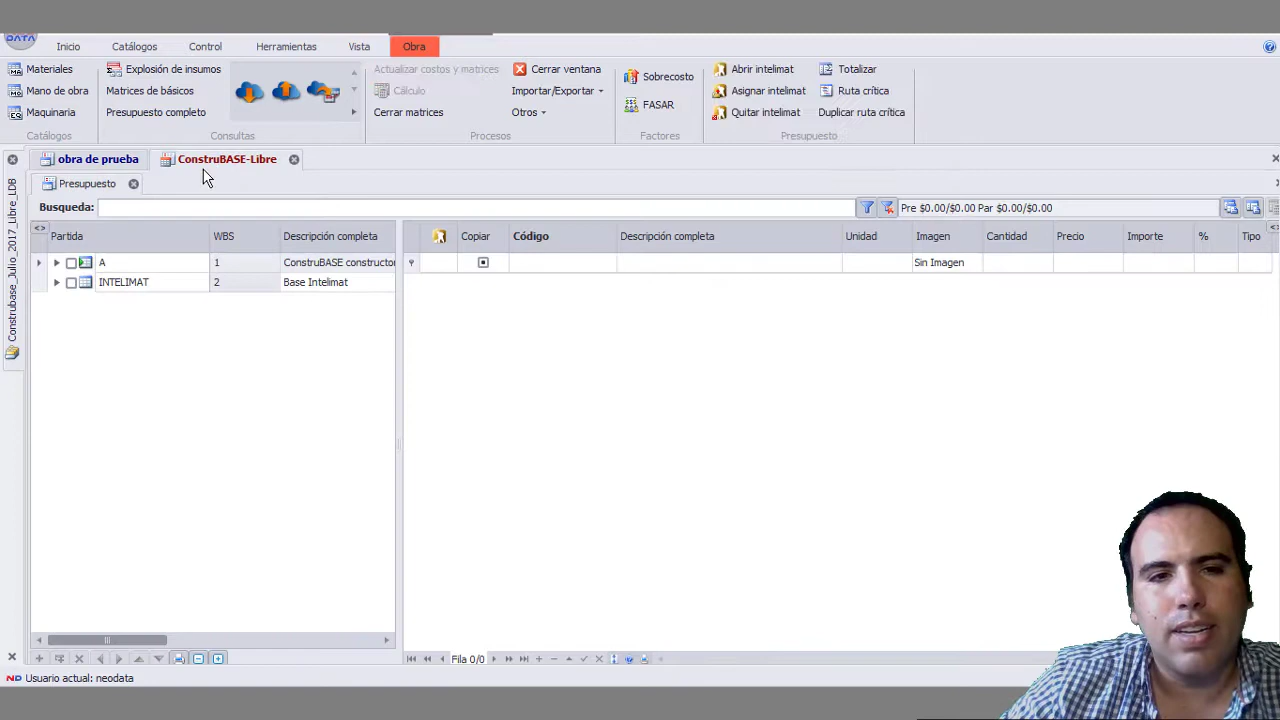 DATA
Inicio Catálogos Control Herramientas Vista Obra
Materiales Explosión de insumos Actualizar costos y matrices Cerrar ventana Sobrecosto Abrir intelimat Totalizar
Mano de obra Matrices de básicos Cálculo Importar/Exportar FASAR Asignar intelimat Ruta crítica
Maquinaria Presupuesto completo Cerrar matrices Otros Quitar intelimat Duplicar ruta crítica
Catálogos Consultas Procesos Factores Presupuesto
obra de prueba ConstruBASE-Libre
Presupuesto
Busqueda: Pre $0.00/$0.00 Par $0.00/$0.00
Partida WBS Descripción completa Copiar Código Descripción completa Unidad Imagen Cantidad Precio Importe % Tipo
A 1 ConstruBASE constructor Sin Imagen
INTELIMAT 2 Base Intelimat
Construbase_Julio_2017_Libre_LDB
Fila 0/0
ND Usuario actual: neodata